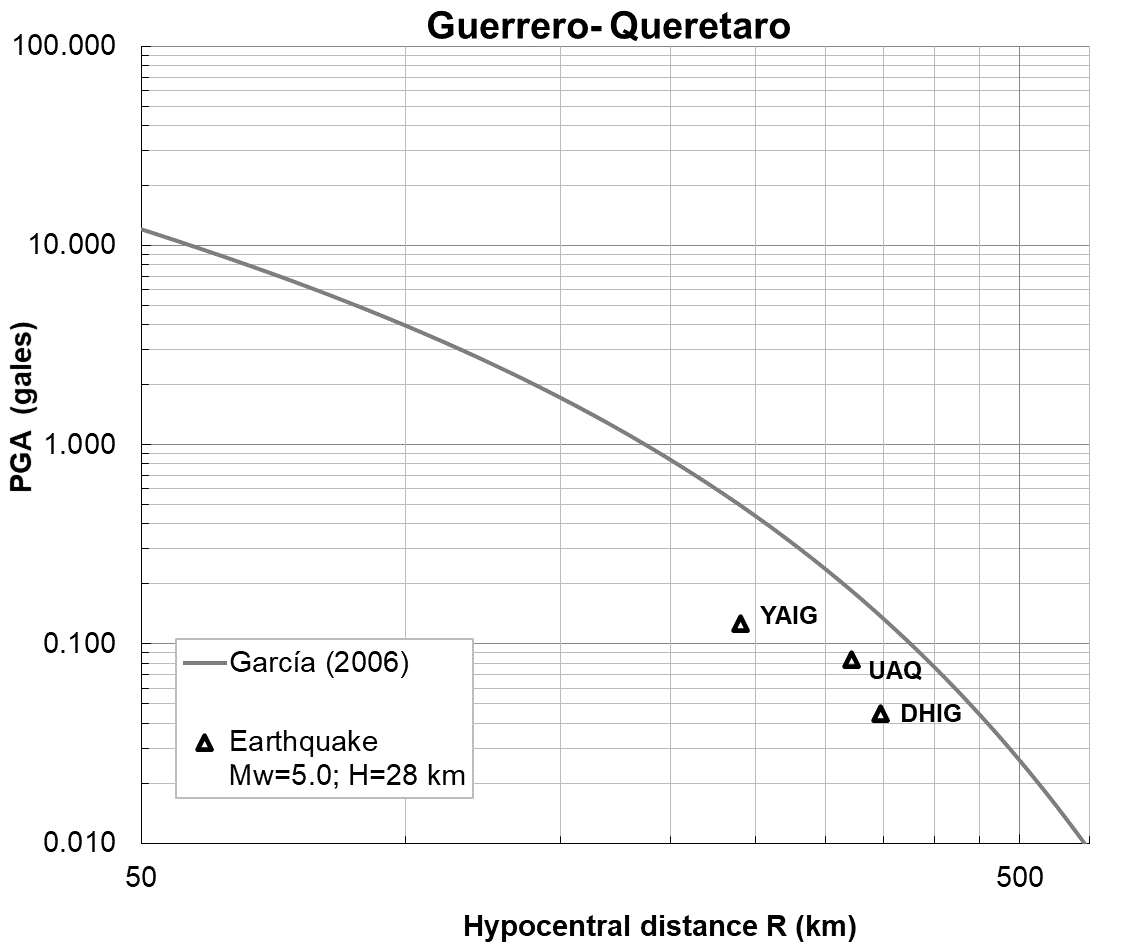 Guerrero- Queretaro
100.000
10.000
1.000
0.100
0.010
PGA (gales)
YAIG
UAQ
DHIG
García (2006)
Earthquake
Mw=5.0; H=28 km
50
500
Hypocentral distance R (km)